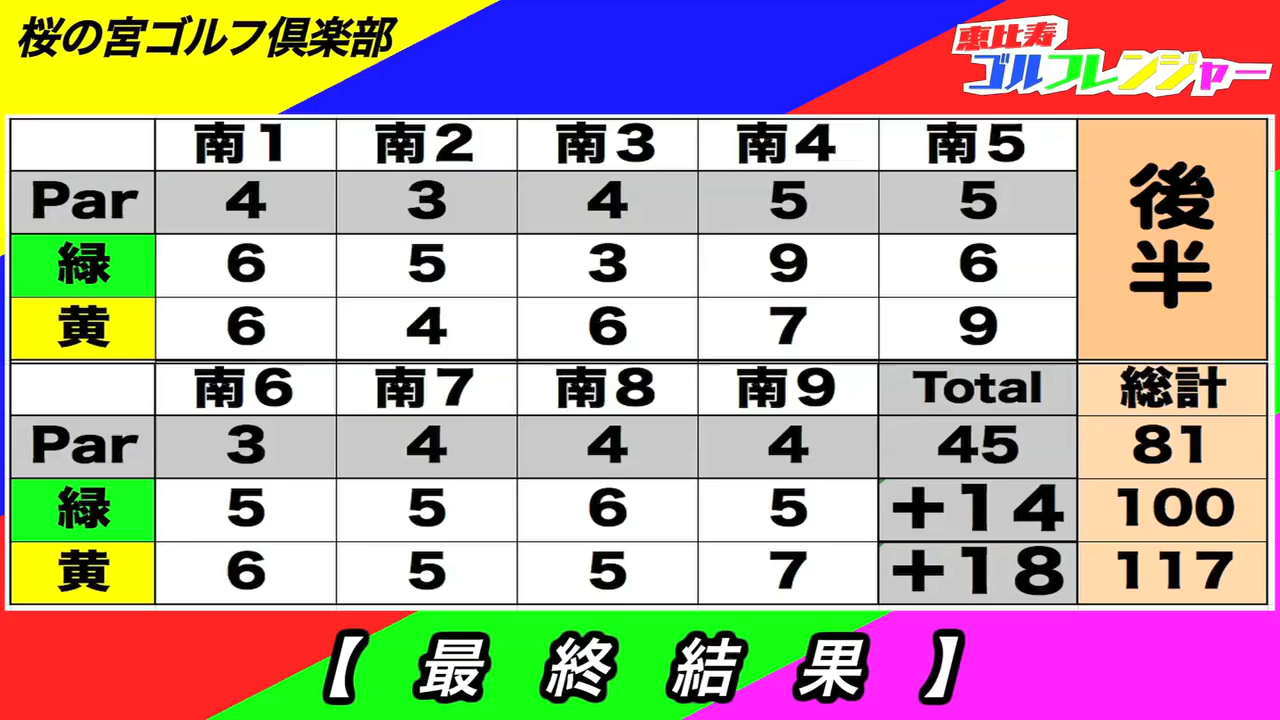 桜の宮ゴルフ倶楽部
恵比寿
ゴルフレンジャー
南1 南2 南3 南4 南5 後半
Par 4 3 4 5 5
緑 6 5 3 9 6
黄 6 4 6 7 9
南6 南7 南8 南9 Total 総計
Par 3 4 4 4 45 81
緑 5 5 6 5 +14 100
黄 6 5 5 7 +18 117
【最終結果】